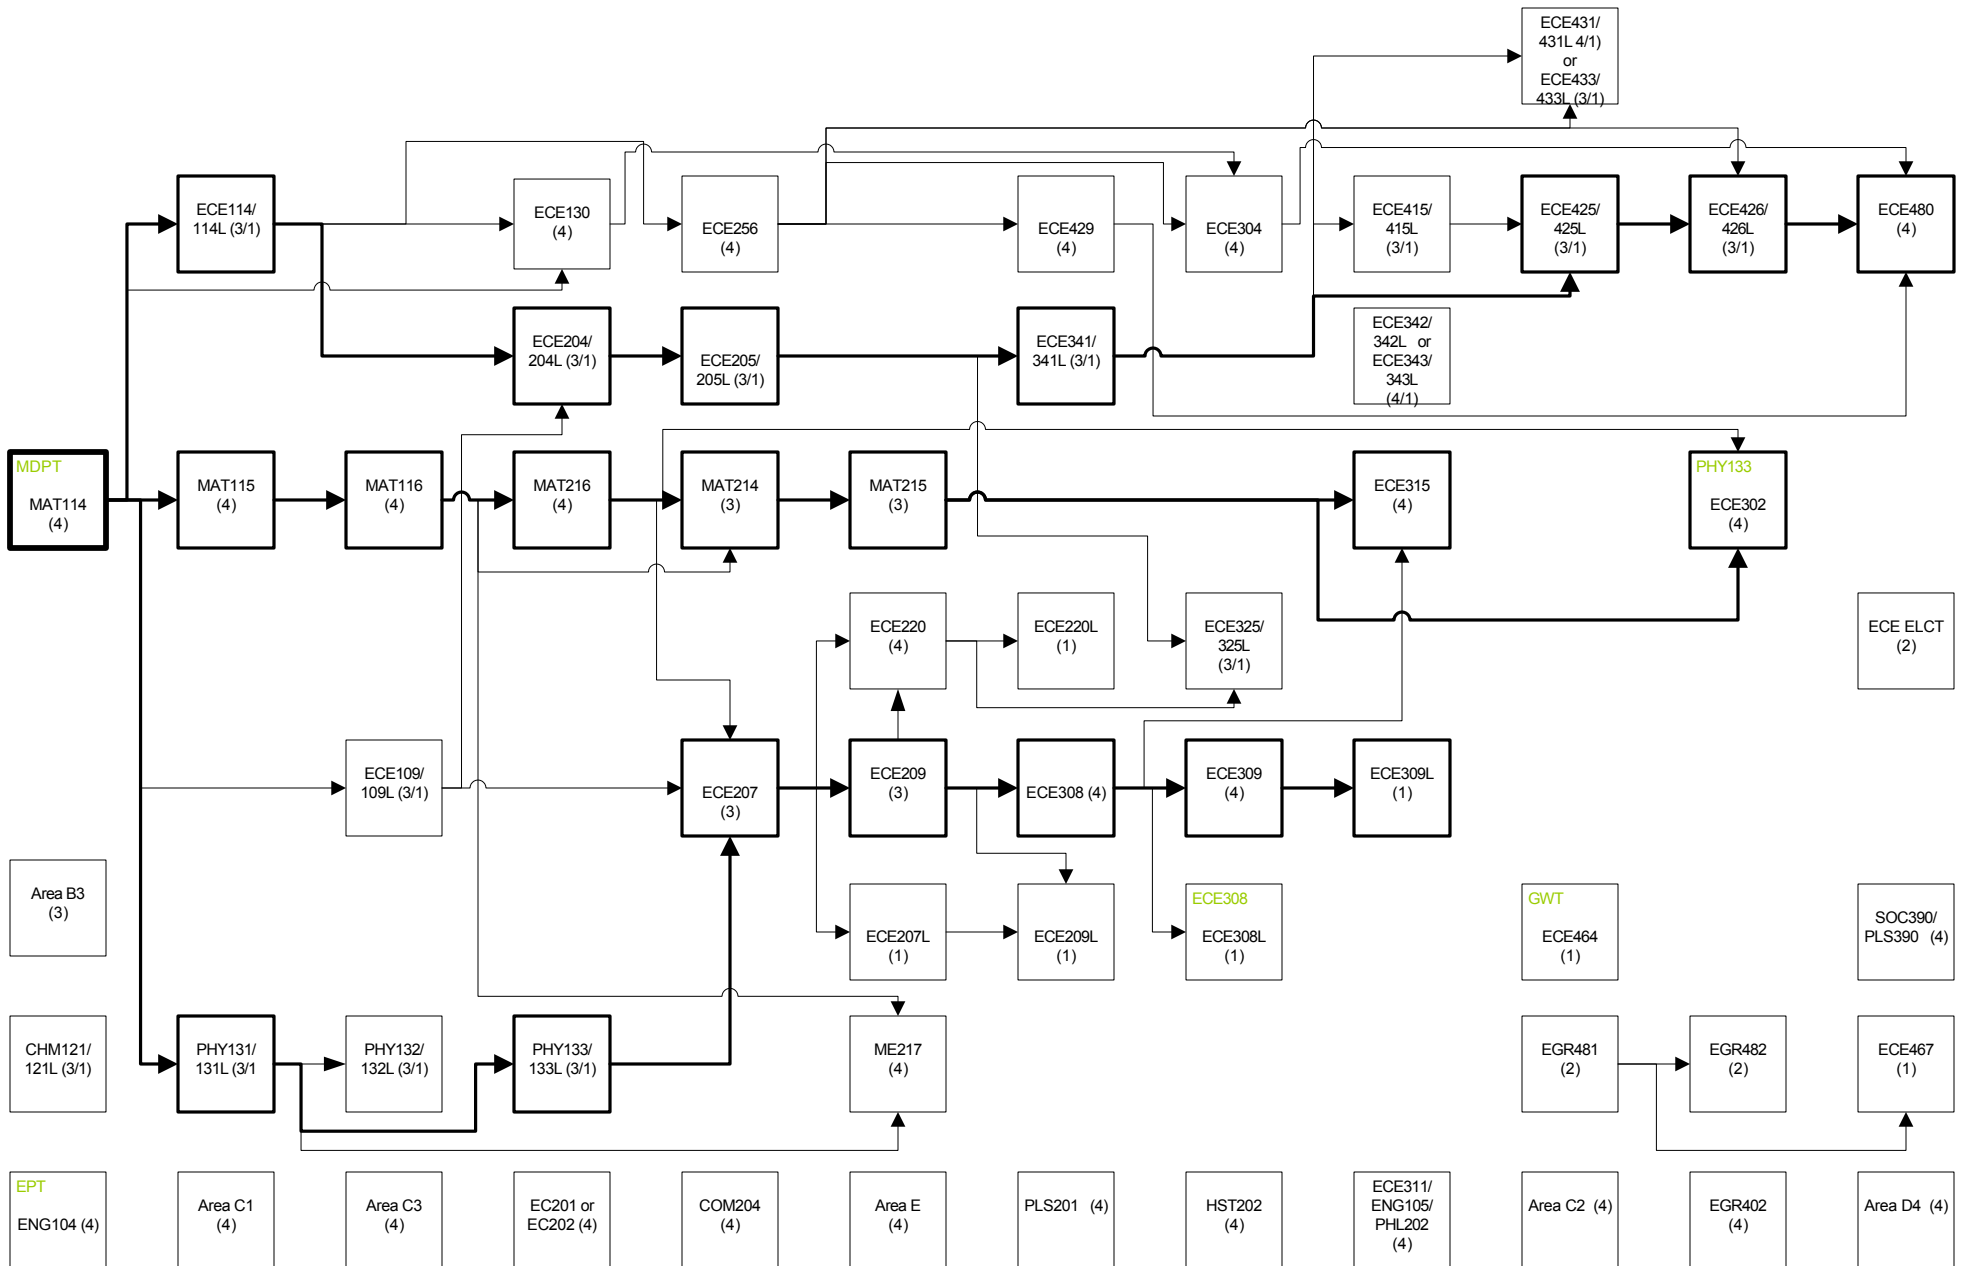 ECE431/
431L 4/1)
or
ECE433/
433L (3/1)
ECE114/
114L (3/1)
ECE130
(4)
ECE256
(4)
ECE429
(4)
ECE304
(4)
ECE415/
415L
(3/1)
ECE425/
425L
(3/1)
ECE426/
426L
(3/1)
ECE480
(4)
ECE204/
204L (3/1)
ECE205/
205L (3/1)
ECE341/
341L (3/1)
ECE342/
342L or
ECE343/
343L
(4/1)
MDPT
MAT114
(4)
MAT115
(4)
MAT116
(4)
MAT216
(4)
MAT214
(3)
MAT215
(3)
ECE315
(4)
PHY133
ECE302
(4)
ECE220
(4)
ECE220L
(1)
ECE325/
325L
(3/1)
ECE ELCT
(2)
ECE109/
109L (3/1)
ECE207
(3)
ECE209
(3)
ECE308 (4)
ECE309
(4)
ECE309L
(1)
Area B3
(3)
ECE207L
(1)
ECE209L
(1)
ECE308
ECE308L
(1)
GWT
ECE464
(1)
SOC390/
PLS390 (4)
CHM121/
121L (3/1)
PHY131/
131L (3/1
PHY132/
132L (3/1)
PHY133/
133L (3/1)
ME217
(4)
EGR481
(2)
EGR482
(2)
ECE467
(1)
EPT
ENG104 (4)
Area C1
(4)
Area C3
(4)
EC201 or
EC202 (4)
COM204
(4)
Area E
(4)
PLS201 (4)
HST202
(4)
ECE311/
ENG105/
PHL202
(4)
Area C2 (4)
EGR402
(4)
Area D4 (4)